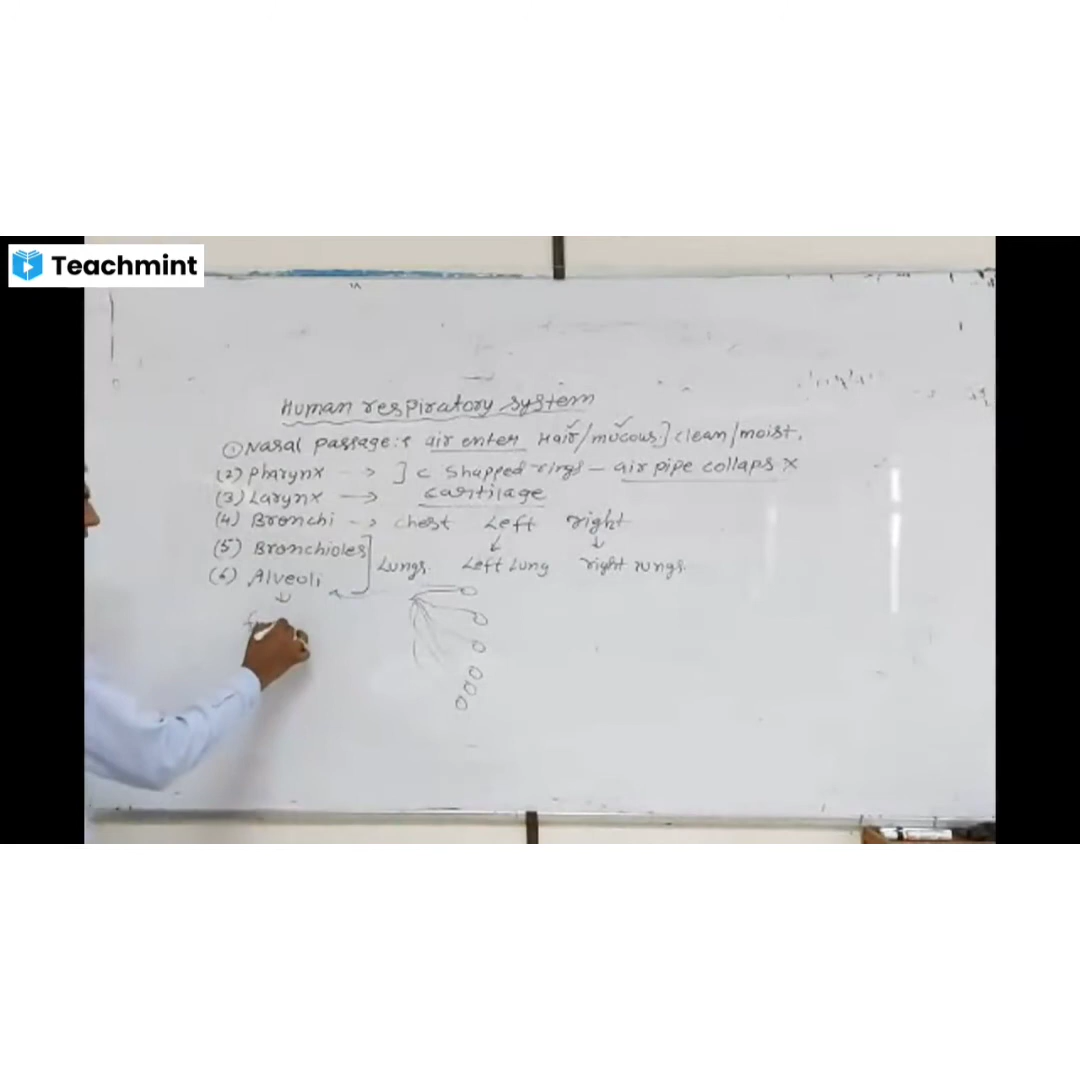 Teachmint
Human respiratory system
① Nasal passage:- air enter Hair/mucous] clean/moist.
(2) Pharynx → ] C shapped rings – air pipe collaps ×
(3) Larynx → cartilage
(4) Bronchi → chest Left right
(5) Bronchioles
(6) Alveoli ] Lungs. Left Lung right Lungs.